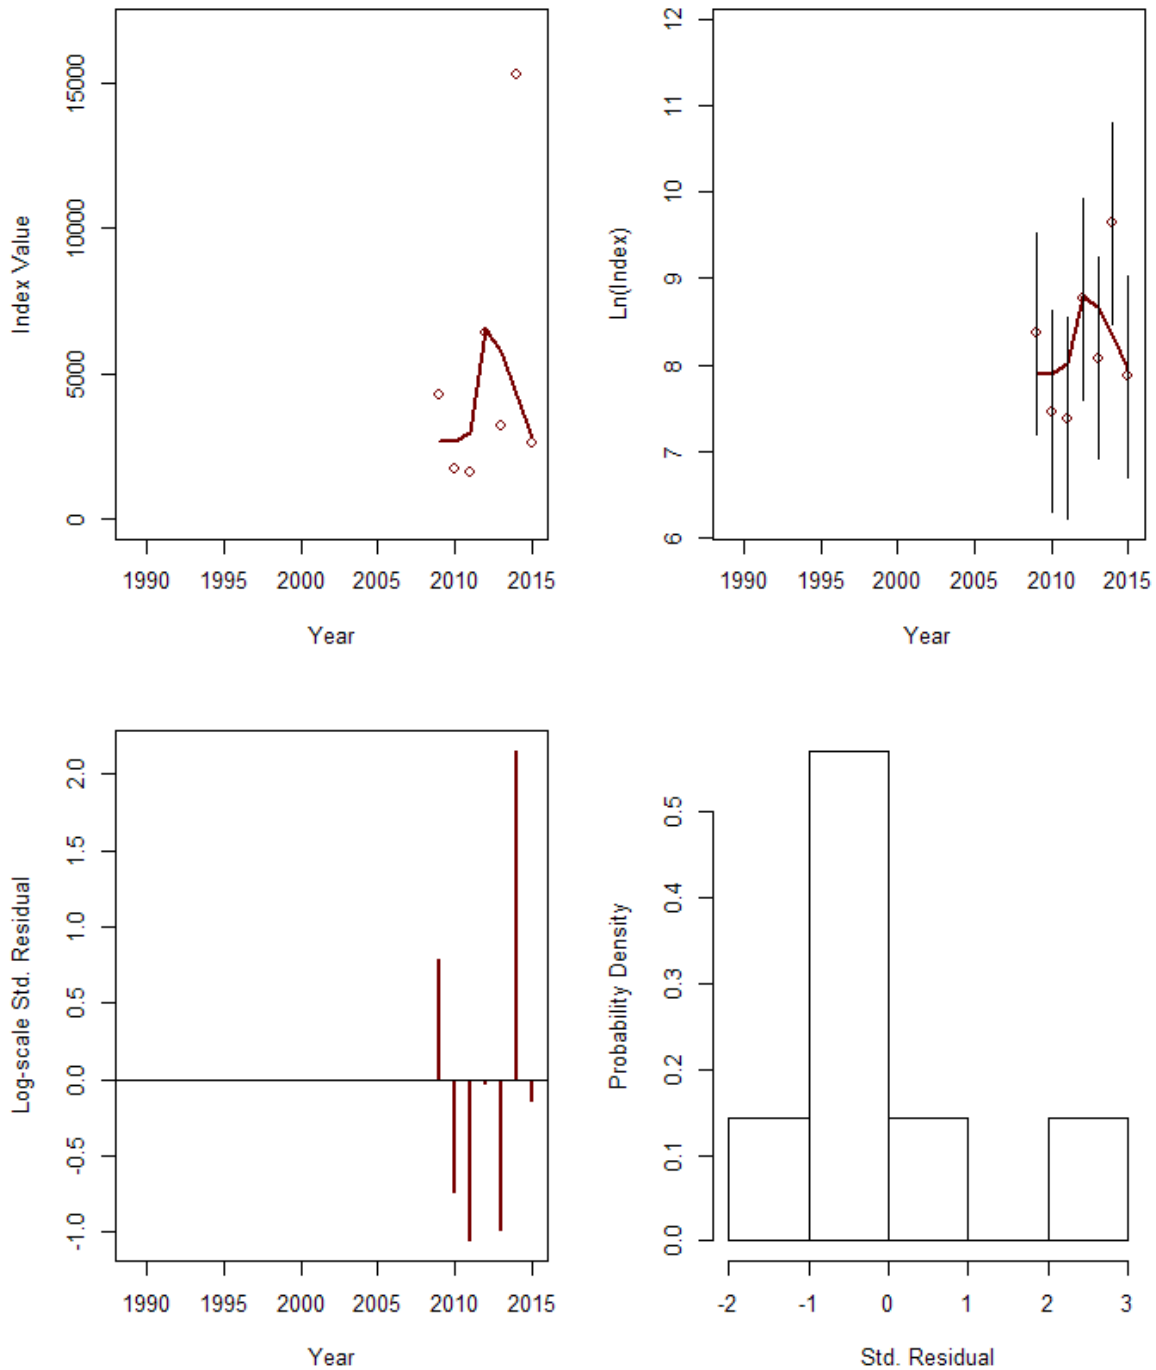 Index Value
15000
10000
5000
0
1990 1995 2000 2005 2010 2015
Year
Ln(Index)
12
11
10
9
8
7
6
1990 1995 2000 2005 2010 2015
Year
Log-scale Std. Residual
2.0
1.5
1.0
0.5
0.0
-0.5
-1.0
1990 1995 2000 2005 2010 2015
Year
Probability Density
0.5
0.4
0.3
0.2
0.1
0.0
-2 -1 0 1 2 3
Std. Residual